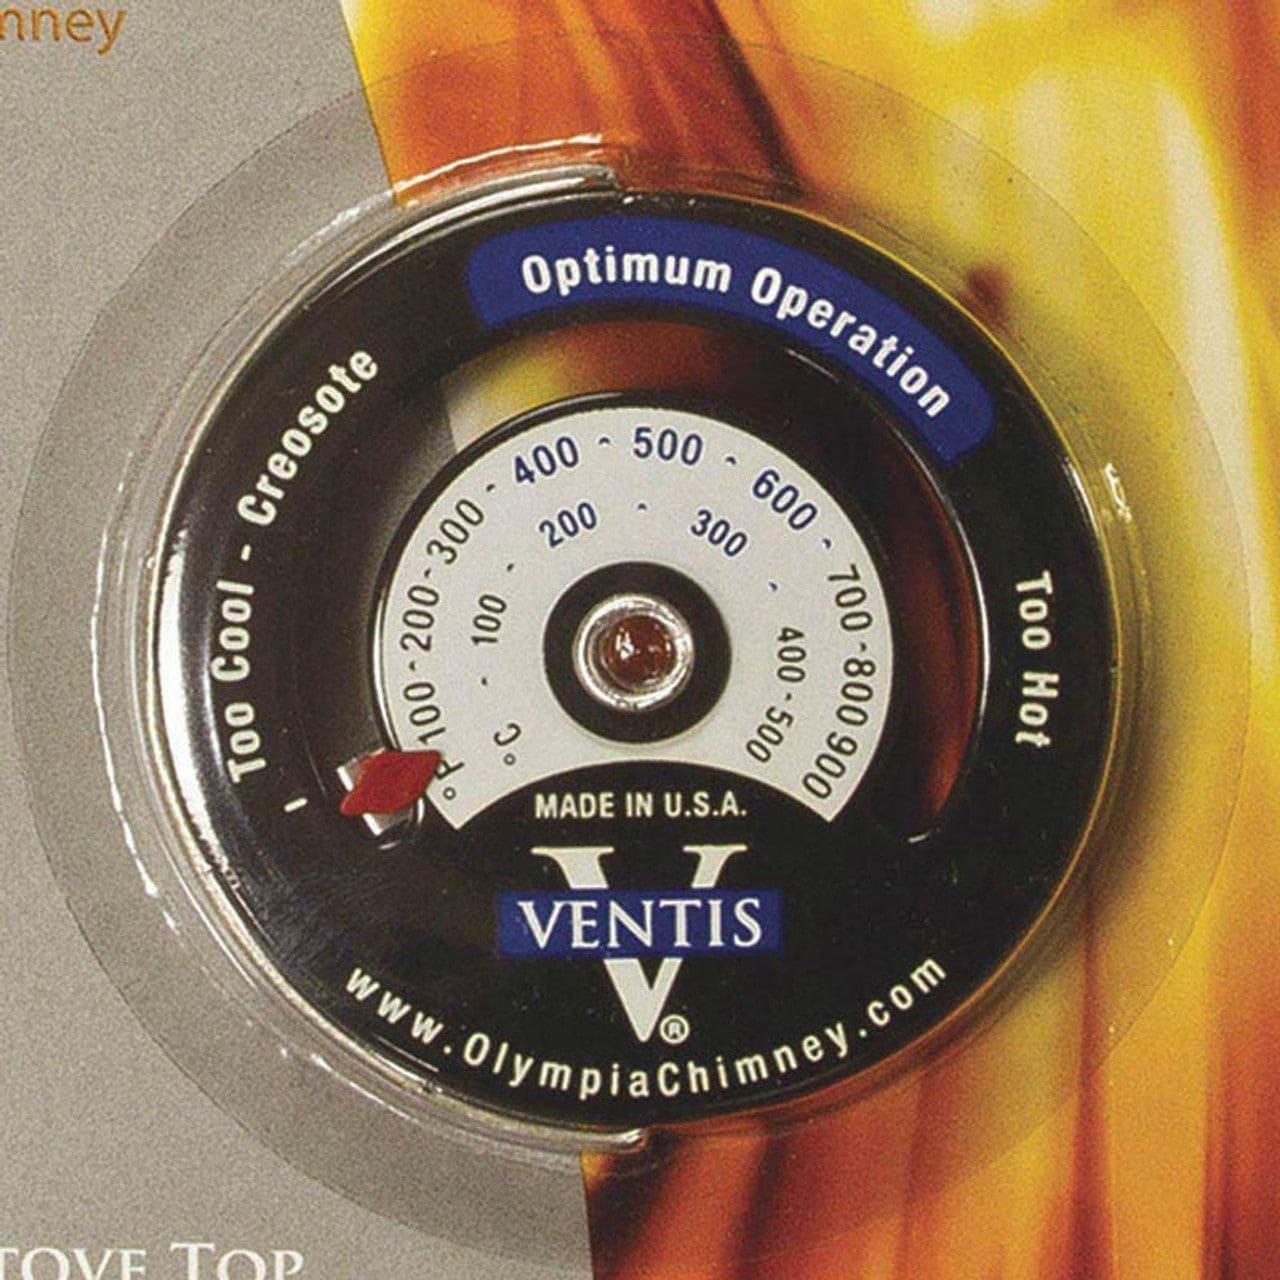 mney
Optimum Operation
Too Cool - Creosote
Too Hot
°F 100 - 200 - 300 - 400 - 500 - 600 - 700 - 800 900
°C - 100 - 200 - 300 - 400 - 500
MADE IN U.S.A.
V
VENTIS
®
www.OlympiaChimney.com
TOVE TOP